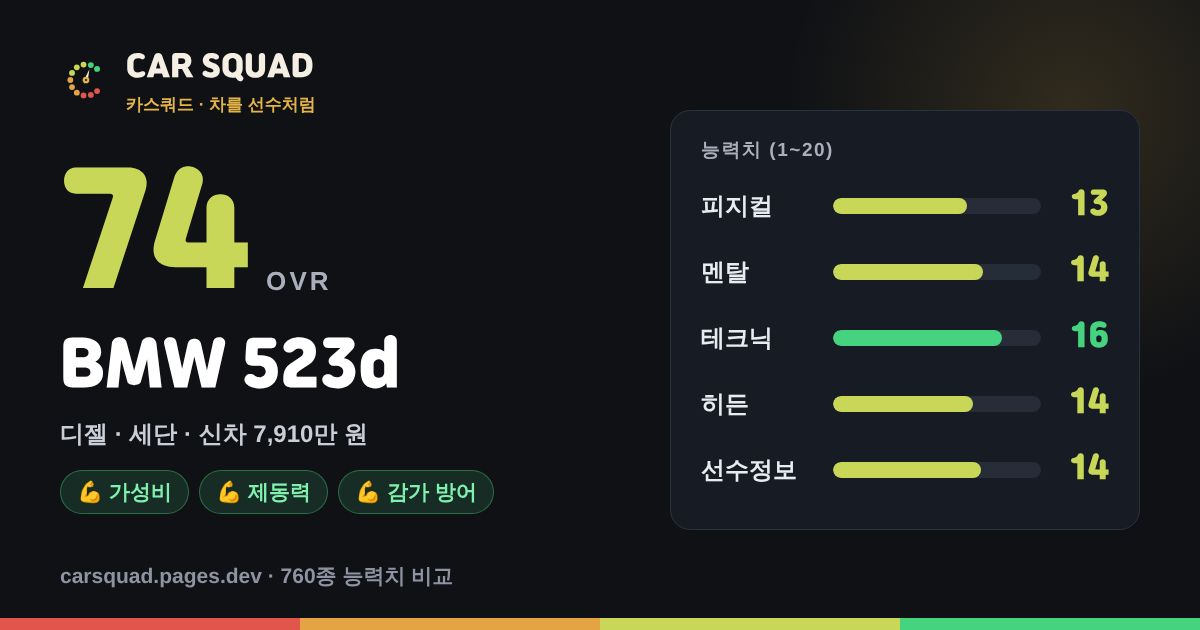 CAR SQUAD
카스쿼드 · 차를 선수처럼
74 OVR
BMW 523d
디젤 · 세단 · 신차 7,910만 원
💪 가성비 💪 제동력 💪 감가 방어
carsquad.pages.dev · 760종 능력치 비교
능력치 (1~20)
피지컬 13
멘탈 14
테크닉 16
히든 14
선수정보 14